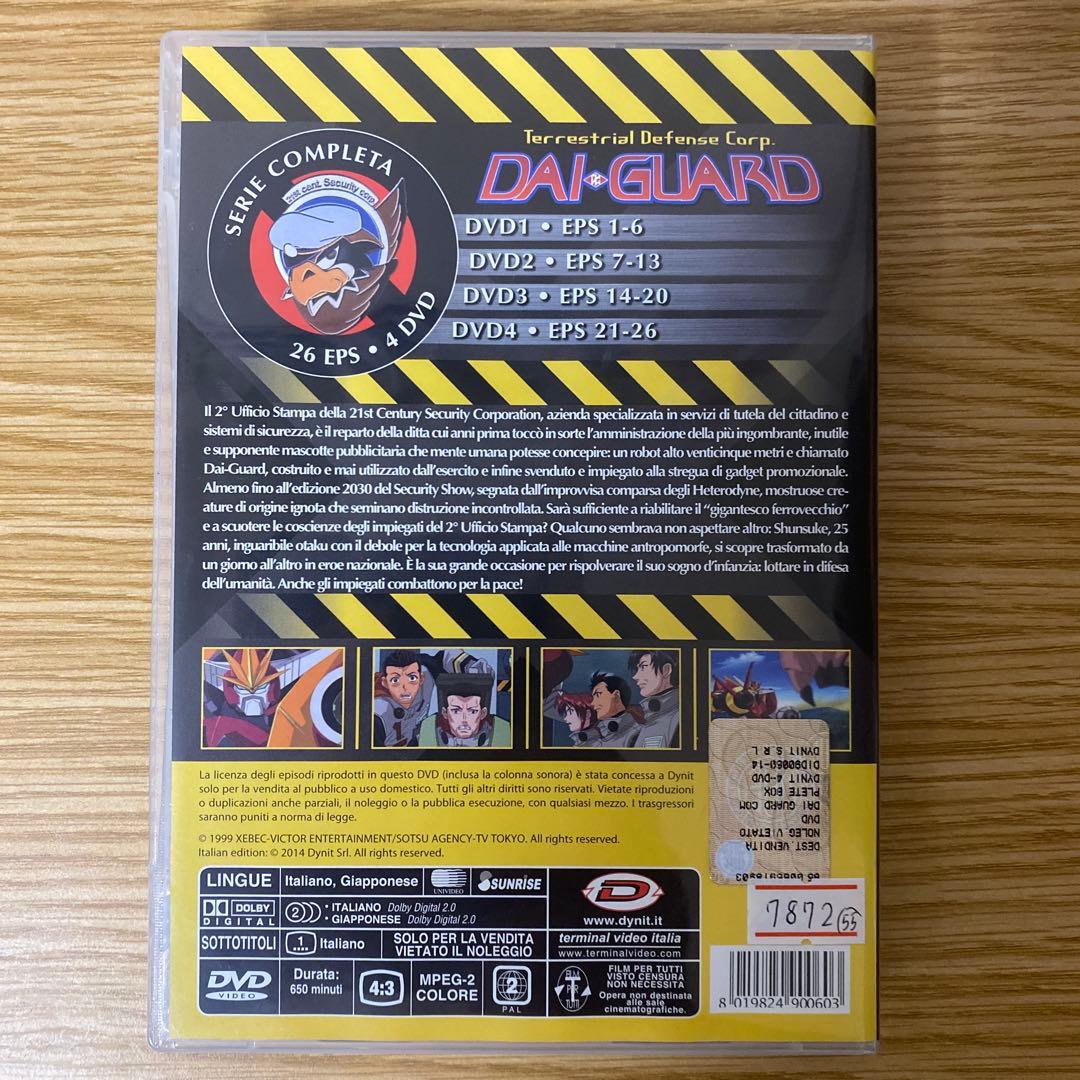 SERIE COMPLETA
21st cent. Security corp.
26 EPS • 4 DVD
Terrestrial Defense Corp.
DAI-GUARD
DVD1 • EPS 1-6
DVD2 • EPS 7-13
DVD3 • EPS 14-20
DVD4 • EPS 21-26
Il 2° Ufficio Stampa della 21st Century Security Corporation, azienda specializzata in servizi di tutela del cittadino e
sistemi di sicurezza, è il reparto della ditta cui anni prima toccò in sorte l'amministrazione della più ingombrante, inutile
e supponente mascotte pubblicitaria che mente umana potesse concepire: un robot alto venticinque metri e chiamato
Dai-Guard, costruito e mai utilizzato dall'esercito e infine svenduto e impiegato alla stregua di gadget promozionale.
Almeno fino all'edizione 2030 del Security Show, segnata dall'improvvisa comparsa degli Heterodyne, mostruose cre-
ature di origine ignota che seminano distruzione incontrollata. Sarà sufficiente a riabilitare il "gigantesco ferrovecchio"
e a scuotere le coscienze degli impiegati del 2° Ufficio Stampa? Qualcuno sembrava non aspettare altro: Shunsuke, 25
anni, inguaribile otaku con il debole per la tecnologia applicata alle macchine antropomorfe, si scopre trasformato da
un giorno all'altro in eroe nazionale. È la sua grande occasione per rispolverare il suo sogno d'infanzia: lottare in difesa
dell'umanità. Anche gli impiegati combattono per la pace!
La licenza degli episodi riprodotti in questo DVD (inclusa la colonna sonora) è stata concessa a Dynit
solo per la vendita al pubblico a uso domestico. Tutti gli altri diritti sono riservati. Vietate riproduzioni
o duplicazioni anche parziali, il noleggio o la pubblica esecuzione, con qualsiasi mezzo. I trasgressori
saranno puniti a norma di legge.
© 1999 XEBEC-VICTOR ENTERTAINMENT/SOTSU AGENCY-TV TOKYO. All rights reserved.
Italian edition: © 2014 Dynit Srl. All rights reserved.
DEST.VENDITA
NOLEG.VIETATO
DVD
DAI GUARD COM
PLETE BOX
DYNIT 4-DVD
DID90060-14
DYNIT S.R.L
LINGUE
Italiano, Giapponese
UNIVIDEO
SUNRISE
DOLBY
DIGITAL
2
• ITALIANO Dolby Digital 2.0
• GIAPPONESE Dolby Digital 2.0
SOTTOTITOLI
1
Italiano
SOLO PER LA VENDITA
VIETATO IL NOLEGGIO
D
www.dynit.it
terminal video italia
www.terminalvideo.com
DVD
VIDEO
Durata:
650 minuti
4:3
MPEG-2
COLORE
2
PAL
FILM
PER
TUTTI
FILM PER TUTTI
VISTO CENSURA
NON NECESSITA
Opera non destinata
alle sale
cinematografiche.
7872 55
8 019824 900603